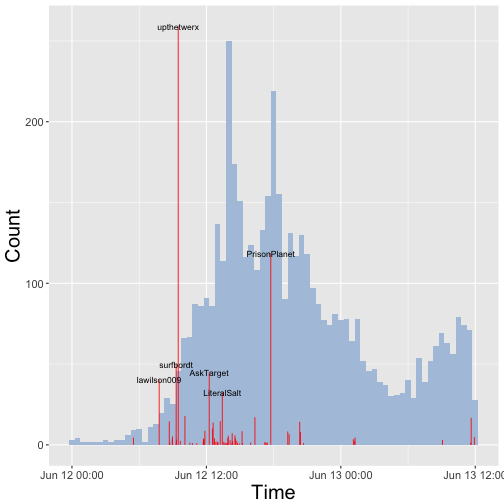 Count
200
100
0
upthetwerx
PrisonPlanet
surfbordt
AskTarget
lawilson009
LiteralSalt
Jun 12 00:00
Jun 12 12:00
Jun 13 00:00
Jun 13 12:00
Time